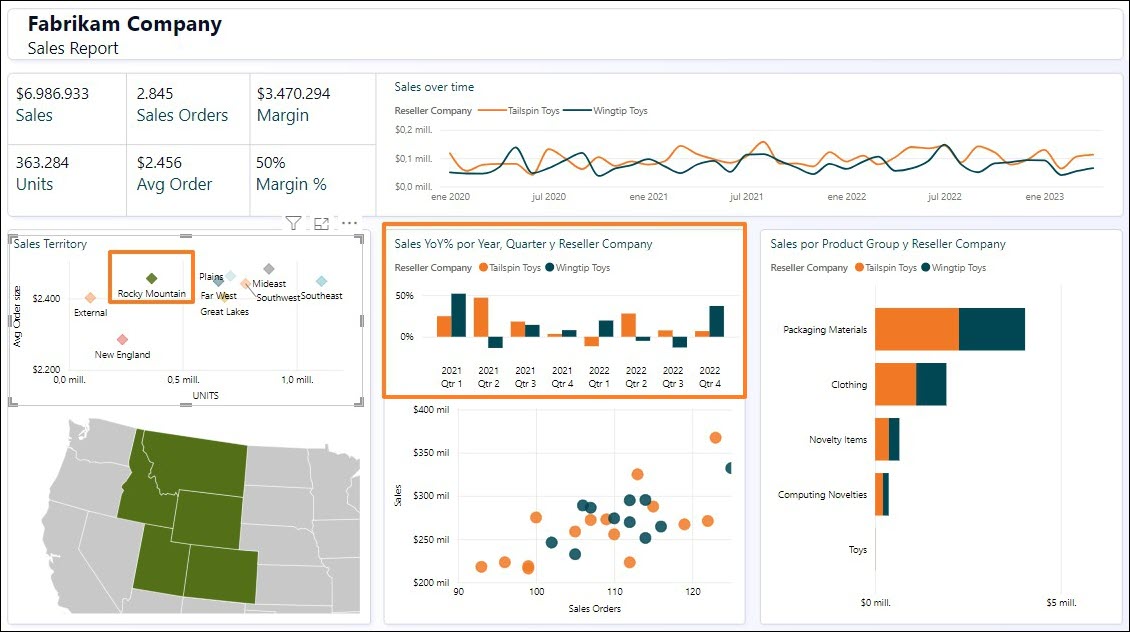 Fabrikam Company
Sales Report
$6.986.933
Sales
2.845
Sales Orders
$3.470.294
Margin
363.284
Units
$2.456
Avg Order
50%
Margin %
Sales over time
Reseller Company Tailspin Toys Wingtip Toys
$0,2 mill.
$0,1 mill.
$0.0 mill.
ene 2020 jul 2020 ene 2021 jul 2021 ene 2022 jul 2022 ene 2023
Sales Territory
Avg Order size
$2.400
$2.200
Plains
Mideast
Rocky Mountain
Far West
Southwest
Southeast
External
Great Lakes
New England
0,0 mill. 0,5 mill. 1,0 mill.
UNITS
Sales YoY% por Year, Quarter y Reseller Company
Reseller Company Tailspin Toys Wingtip Toys
50%
0%
2021 2021 2021 2021 2022 2022 2022 2022
Qtr 1 Qtr 2 Qtr 3 Qtr 4 Qtr 1 Qtr 2 Qtr 3 Qtr 4
$400 mil
$350 mil
$300 mil
$250 mil
$200 mil
Sales
90 100 110 120
Sales Orders
Sales por Product Group y Reseller Company
Reseller Company Tailspin Toys Wingtip Toys
Packaging Materials
Clothing
Novelty Items
Computing Novelties
Toys
$0 mill. $5 mill.